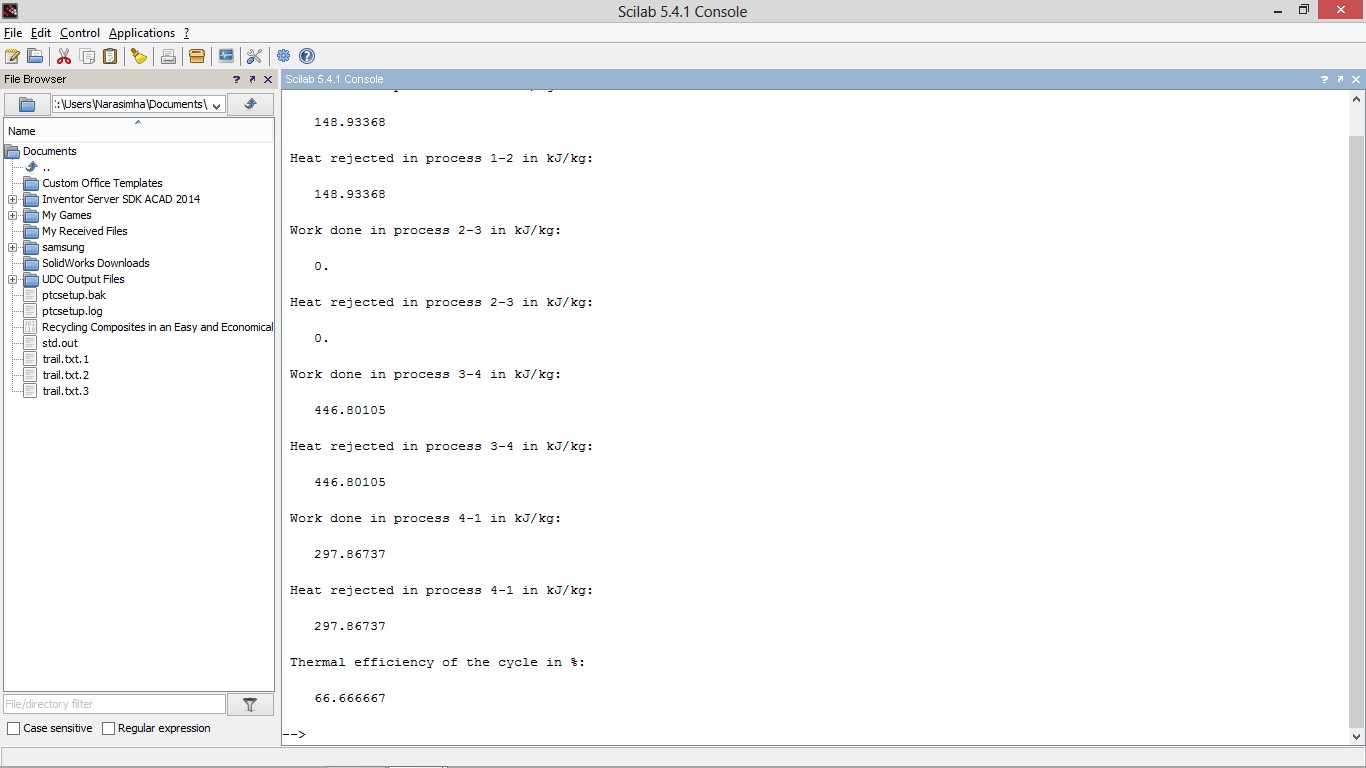 Scilab 5.4.1 Console
File Edit Control Applications ?
File Browser ?
Scilab 5.4.1 Console ?
:\Users\Narasimha\Documents\
Name
Documents
..
Custom Office Templates
Inventor Server SDK ACAD 2014
My Games
My Received Files
samsung
SolidWorks Downloads
UDC Output Files
ptcsetup.bak
ptcsetup.log
Recycling Composites in an Easy and Economical
std.out
trail.txt.1
trail.txt.2
trail.txt.3
File/directory filter
Case sensitive Regular expression
148.93368
Heat rejected in process 1-2 in kJ/kg:
148.93368
Work done in process 2-3 in kJ/kg:
0.
Heat rejected in process 2-3 in kJ/kg:
0.
Work done in process 3-4 in kJ/kg:
446.80105
Heat rejected in process 3-4 in kJ/kg:
446.80105
Work done in process 4-1 in kJ/kg:
297.86737
Heat rejected in process 4-1 in kJ/kg:
297.86737
Thermal efficiency of the cycle in %:
66.666667
-->